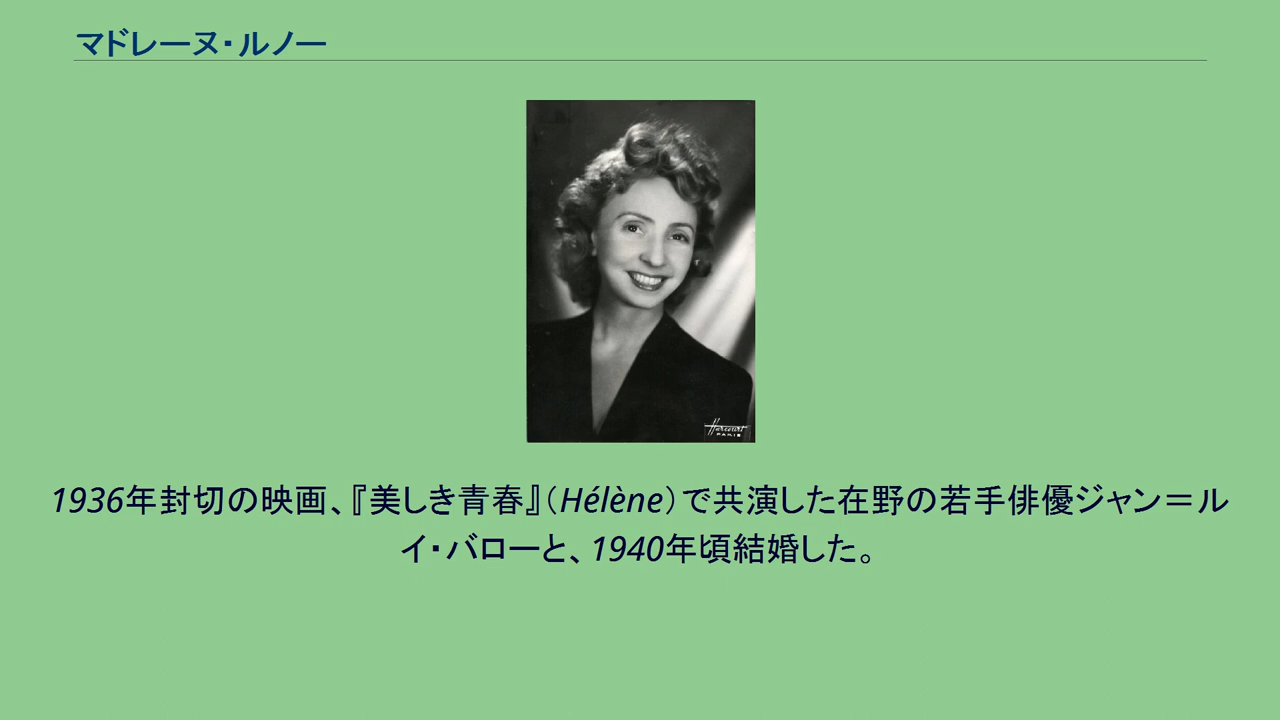 マドレーヌ・ルノー
Harcourt
PARIS
1936年封切の映画、『美しき青春』（Hélène）で共演した在野の若手俳優ジャン＝ル
イ・バローと、1940年頃結婚した。